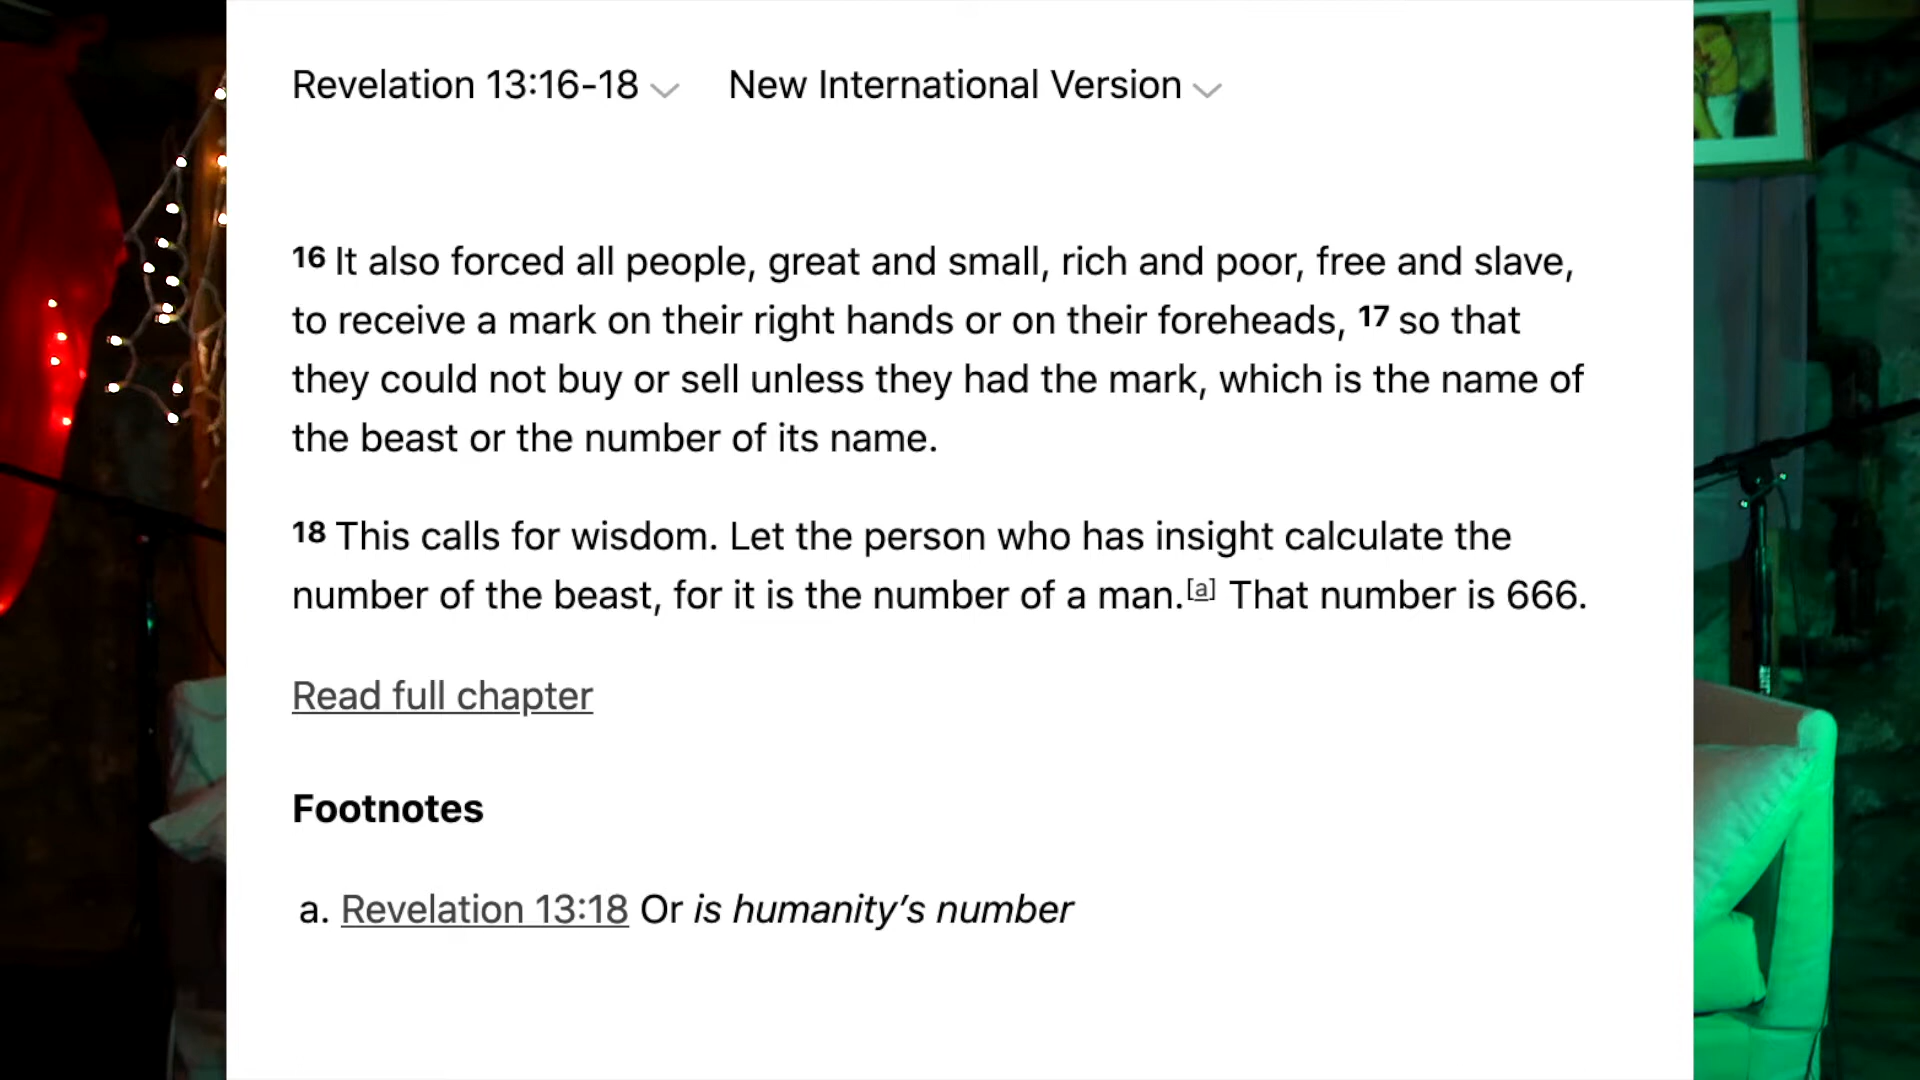 Revelation 13:16-18 New International Version
16 It also forced all people, great and small, rich and poor, free and slave,
to receive a mark on their right hands or on their foreheads, 17 so that
they could not buy or sell unless they had the mark, which is the name of
the beast or the number of its name.
18 This calls for wisdom. Let the person who has insight calculate the
number of the beast, for it is the number of a man.[a] That number is 666.
Read full chapter
Footnotes
a. Revelation 13:18 Or is humanity’s number